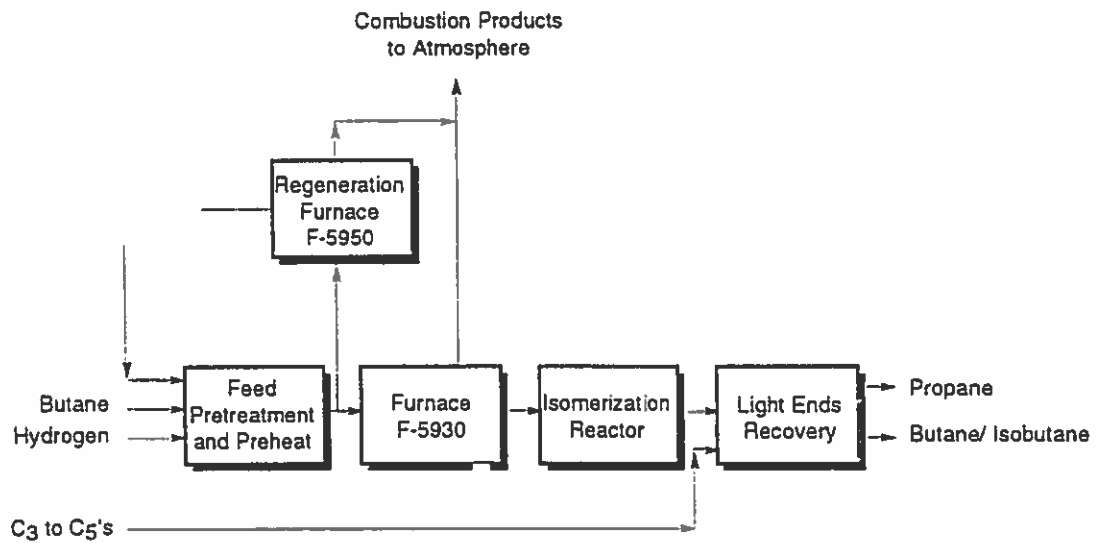 Combustion Products
to Atmosphere
Regeneration
Furnace
F-5950
Butane
Hydrogen
Feed
Pretreatment
and Preheat
Furnace
F-5930
Isomerization
Reactor
Light Ends
Recovery
Propane
Butane/ Isobutane
C3 to C5's